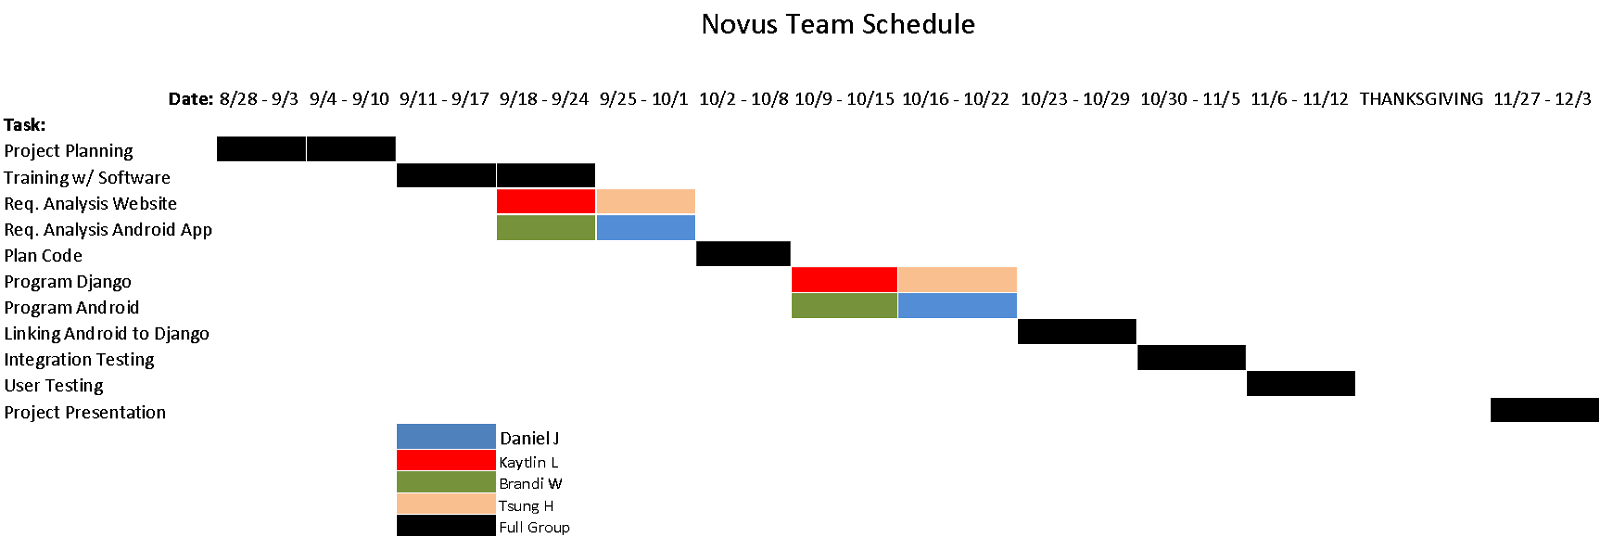 Novus Team Schedule
Date: 8/28 - 9/3 9/4 - 9/10 9/11 - 9/17 9/18 - 9/24 9/25 - 10/1 10/2 - 10/8 10/9 - 10/15 10/16 - 10/22 10/23 - 10/29 10/30 - 11/5 11/6 - 11/12 THANKSGIVING 11/27 - 12/3
Task:
Project Planning
Training w/ Software
Req. Analysis Website
Req. Analysis Android App
Plan Code
Program Django
Program Android
Linking Android to Django
Integration Testing
User Testing
Project Presentation
Daniel J
Kaytlin L
Brandi W
Tsung H
Full Group